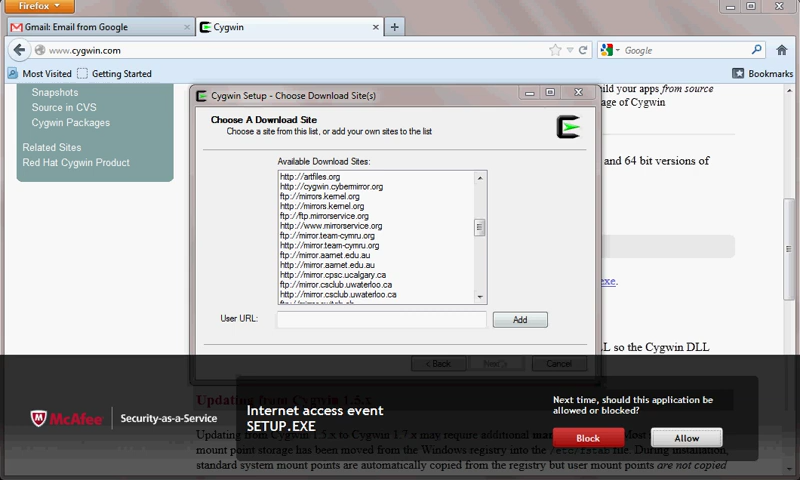 Firefox
Gmail: Email from Google
Cygwin
www.cygwin.com
Google
Most Visited
Getting Started
Bookmarks
Snapshots
Source in CVS
Cygwin Packages
Related Sites
Red Hat Cygwin Product
ild your apps from source
age of Cygwin
and 64 bit versions of
exe.
LL so the Cygwin DLL
Cygwin Setup - Choose Download Site(s)
Choose A Download Site
Choose a site from this list, or add your own sites to the list
Available Download Sites:
http://artfiles.org
http://cygwin.cybermirror.org
ftp://mirrors.kernel.org
http://mirrors.kernel.org
ftp://ftp.mirrorservice.org
http://www.mirrorservice.org
ftp://mirror.team-cymru.org
http://mirror.team-cymru.org
ftp://mirror.aarnet.edu.au
http://mirror.aarnet.edu.au
http://mirror.cpsc.ucalgary.ca
ftp://mirror.csclub.uwaterloo.ca
http://mirror.csclub.uwaterloo.ca
User URL:
Add
< Back
Next >
Cancel
McAfee
Security-as-a-Service
Internet access event
SETUP.EXE
Next time, should this application be
allowed or blocked?
Block
Allow
Updating from Cygwin 1.5.x
Updating from Cygwin 1.5.x to Cygwin 1.7.x may require additional
mount point storage has been moved from the Windows registry into the /etc/fstab file. During installation,
standard system mount points are automatically copied from the registry but user mount points are not copied